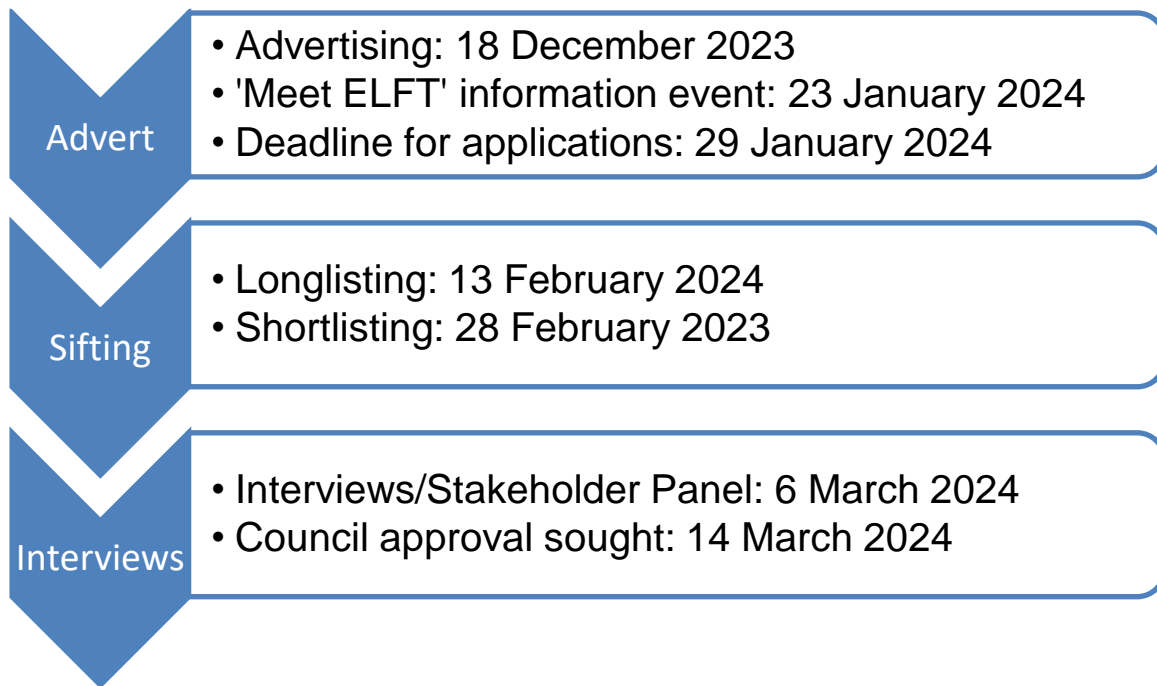 Advert
• Advertising: 18 December 2023
• 'Meet ELFT' information event: 23 January 2024
• Deadline for applications: 29 January 2024
Sifting
• Longlisting: 13 February 2024
• Shortlisting: 28 February 2023
Interviews
• Interviews/Stakeholder Panel: 6 March 2024
• Council approval sought: 14 March 2024